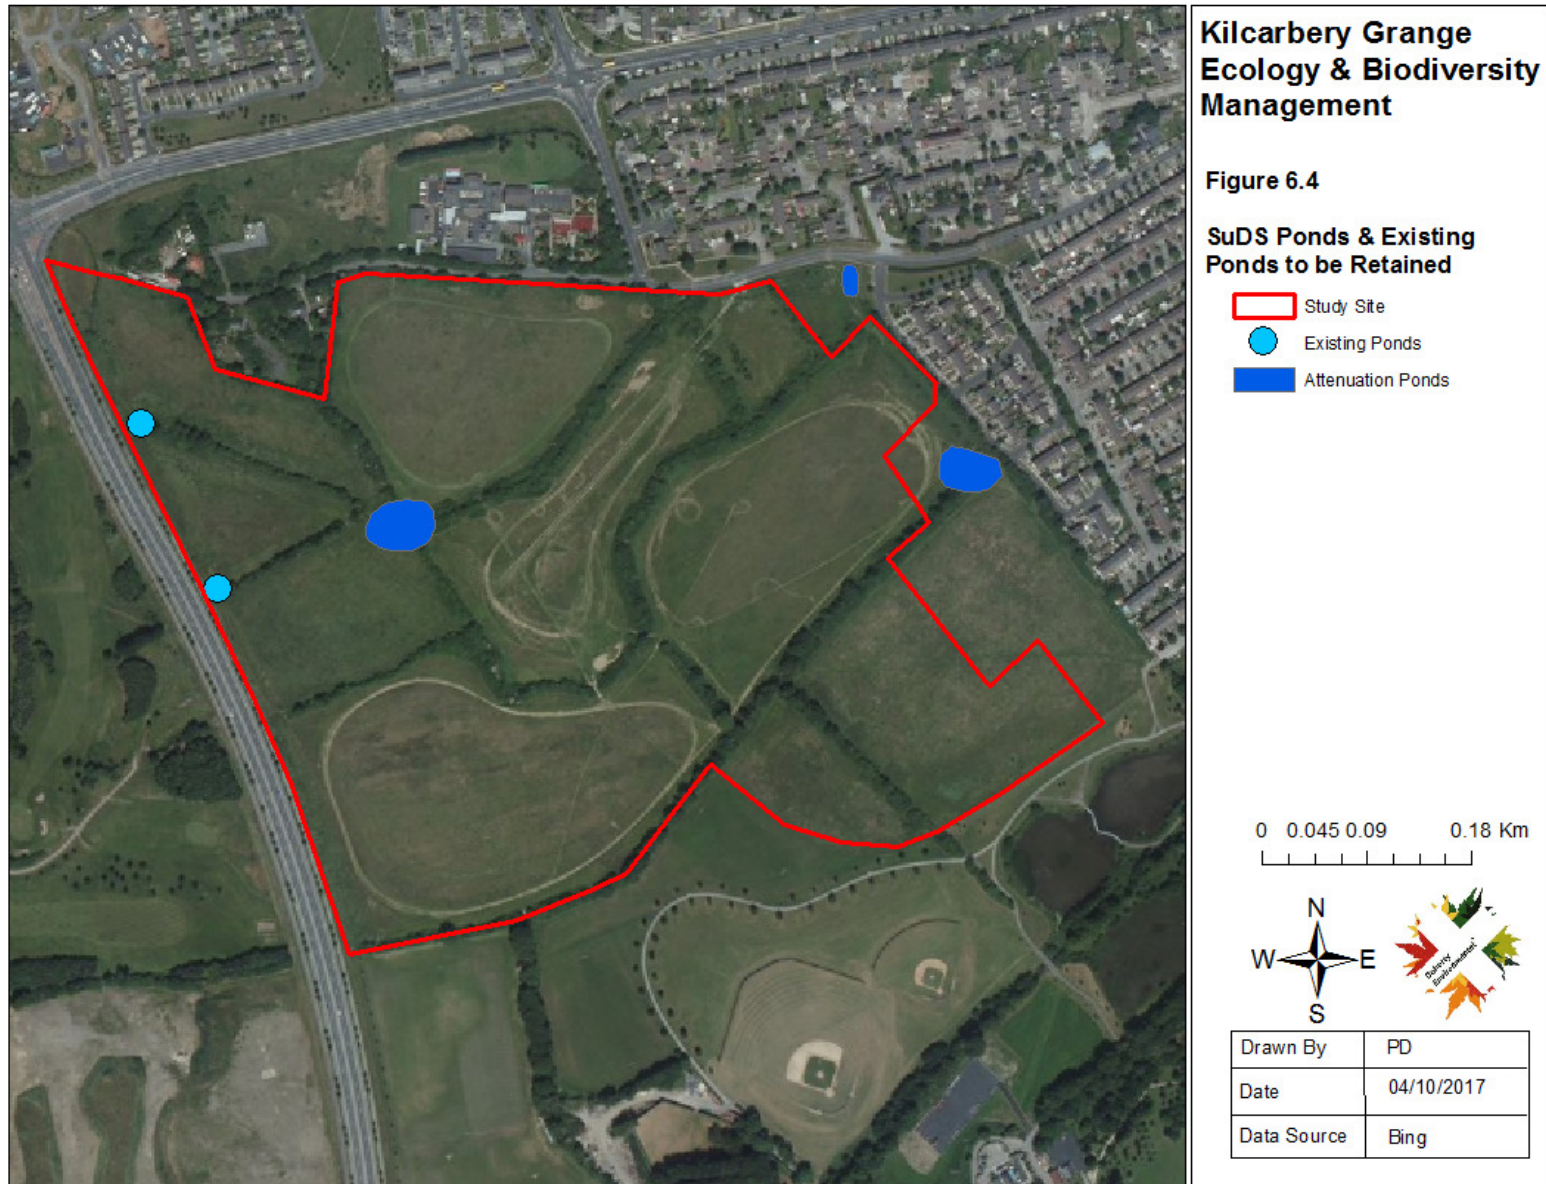 Kilcarbery Grange
Ecology & Biodiversity
Management
Figure 6.4
SuDS Ponds & Existing
Ponds to be Retained
Study Site
Existing Ponds
Attenuation Ponds
0 0.045 0.09 0.18 Km
N
W E
S
Doherty
Environmental
Drawn By PD
Date 04/10/2017
Data Source Bing